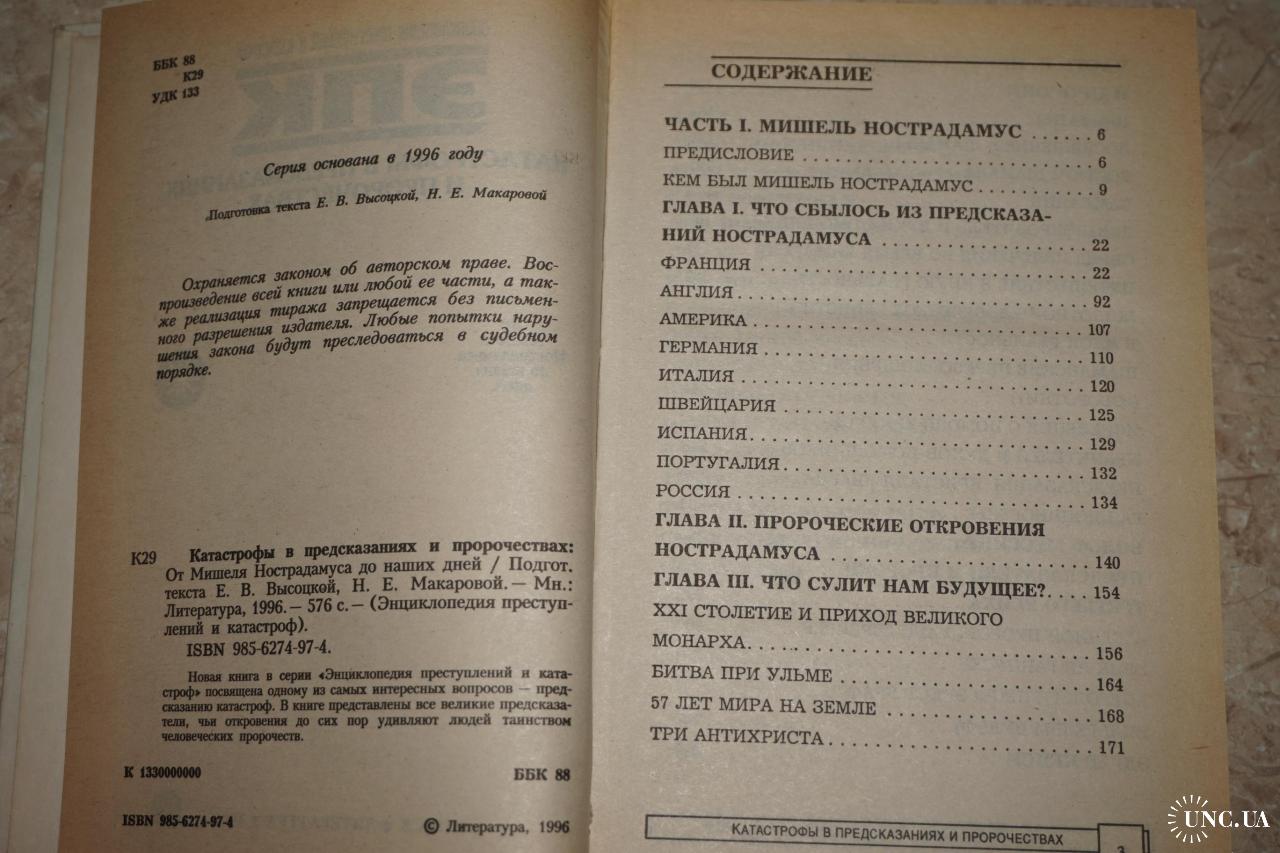 ББК 88
К29
УДК 133
Серия основана в 1996 году
Подготовка текста Е. В. Высоцкой, Н. Е. Макаровой
Охраняется законом об авторском праве. Вос-
произведение всей книги или любой ее части, а так-
же реализация тиража запрещается без письмен-
ного разрешения издателя. Любые попытки нару-
шения закона будут преследоваться в судебном
порядке.
К29 Катастрофы в предсказаниях и пророчествах:
От Мишеля Нострадамуса до наших дней / Подгот.
текста Е. В. Высоцкой, Н. Е. Макаровой. — Мн.:
Литература, 1996. — 576 с. — (Энциклопедия преступ-
лений и катастроф).
ISBN 985-6274-97-4.
Новая книга в серии «Энциклопедия преступлений и ката-
строф» посвящена одному из самых интересных вопросов — пред-
сказанию катастроф. В книге представлены все великие предсказа-
тели, чьи откровения до сих пор удивляют людей таинством
человеческих пророчеств.
К 1330000000 ББК 88
ISBN 985-6274-97-4 © Литература, 1996
СОДЕРЖАНИЕ
ЧАСТЬ I. МИШЕЛЬ НОСТРАДАМУС ...... 6
ПРЕДИСЛОВИЕ ............................ 6
КЕМ БЫЛ МИШЕЛЬ НОСТРАДАМУС ........... 9
ГЛАВА I. ЧТО СБЫЛОСЬ ИЗ ПРЕДСКАЗА-
НИЙ НОСТРАДАМУСА .................... 22
ФРАНЦИЯ ................................ 22
АНГЛИЯ ................................. 92
АМЕРИКА ................................ 107
ГЕРМАНИЯ ............................... 110
ИТАЛИЯ ................................. 120
ШВЕЙЦАРИЯ .............................. 125
ИСПАНИЯ ................................ 129
ПОРТУГАЛИЯ ............................. 132
РОССИЯ ................................. 134
ГЛАВА II. ПРОРОЧЕСКИЕ ОТКРОВЕНИЯ
НОСТРАДАМУСА ......................... 140
ГЛАВА III. ЧТО СУЛИТ НАМ БУДУЩЕЕ? .... 154
XXI СТОЛЕТИЕ И ПРИХОД ВЕЛИКОГО
МОНАРХА ................................ 156
БИТВА ПРИ УЛЬМЕ ........................ 164
57 ЛЕТ МИРА НА ЗЕМЛЕ ................... 168
ТРИ АНТИХРИСТА ......................... 171
КАТАСТРОФЫ В ПРЕДСКАЗАНИЯХ И ПРОРОЧЕСТВАХ 3
UNC.UA